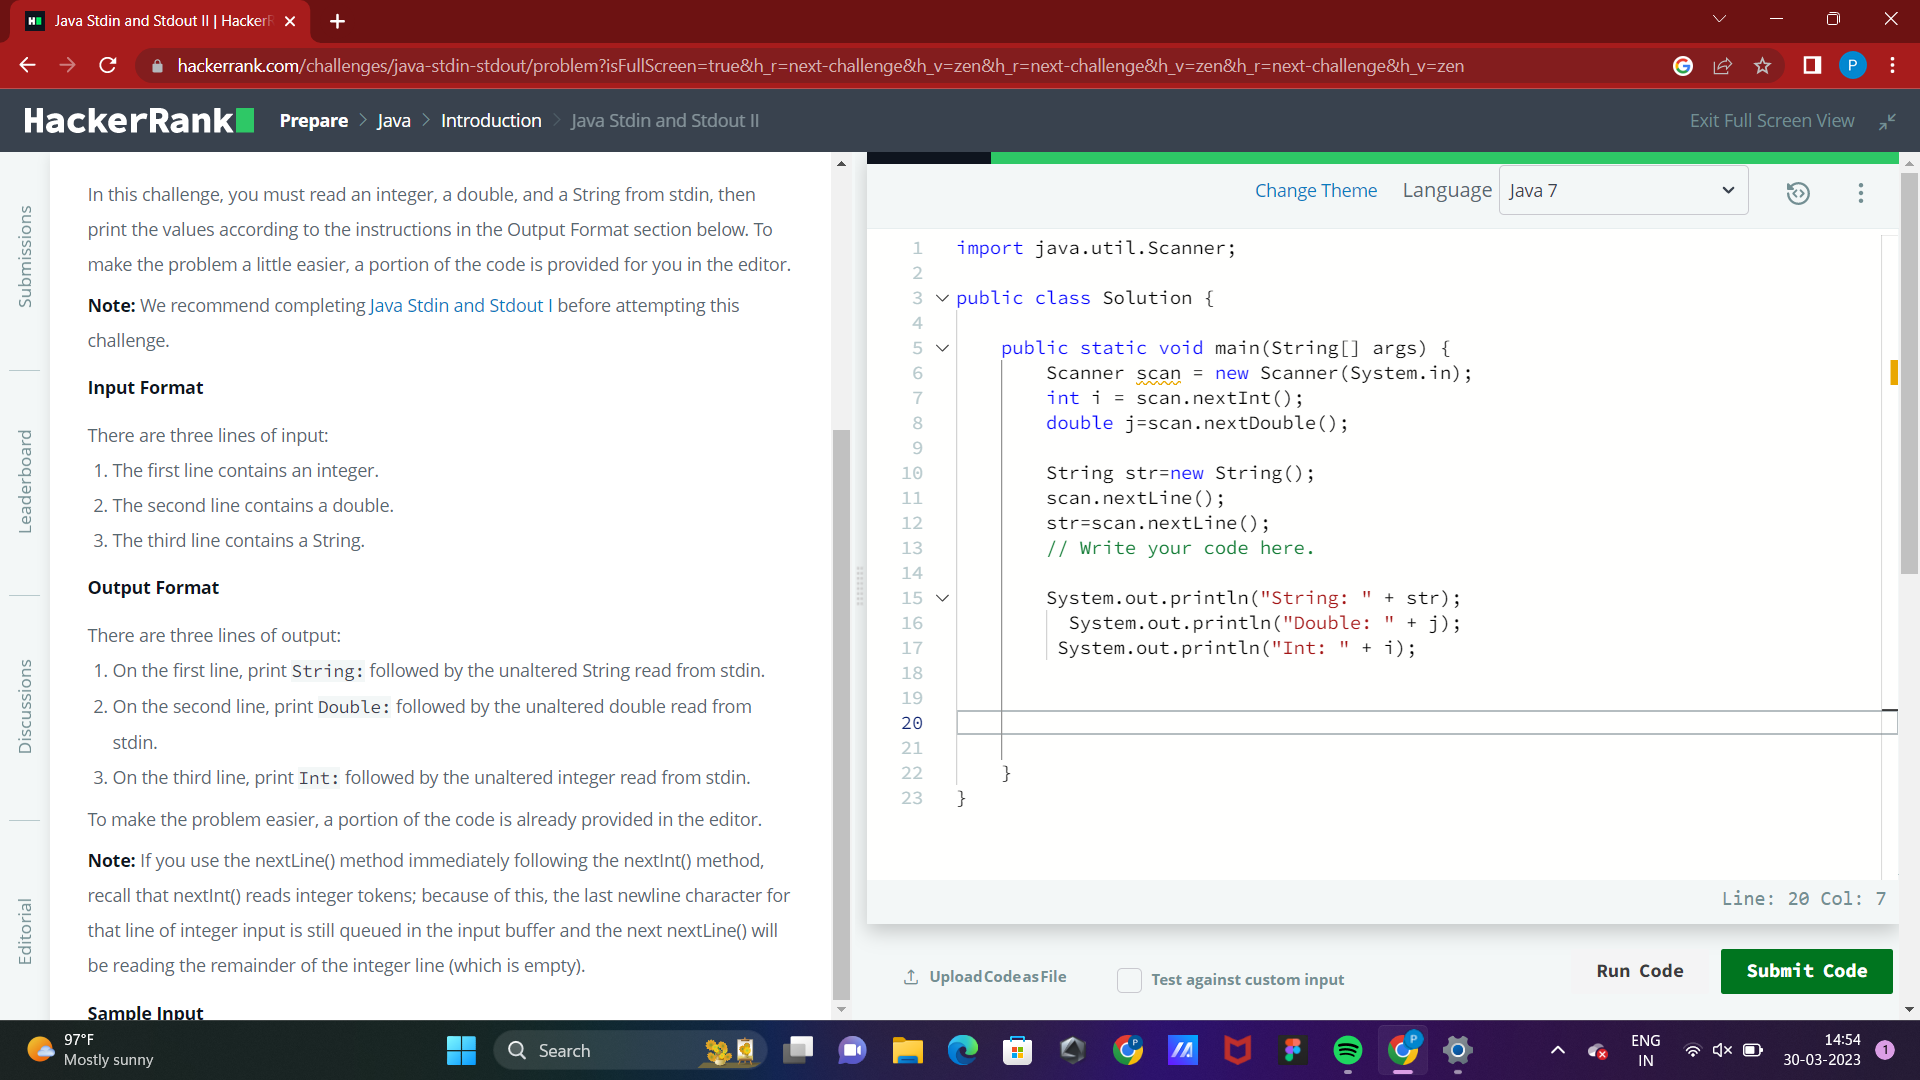 Java Stdin and Stdout II | HackerR
hackerrank.com/challenges/java-stdin-stdout/problem?isFullScreen=true&h_r=next-challenge&h_v=zen&h_r=next-challenge&h_v=zen&h_r=next-challenge&h_v=zen
P
HackerRank
Prepare > Java > Introduction > Java Stdin and Stdout II
Exit Full Screen View
Submissions
Leaderboard
Discussions
Editorial
In this challenge, you must read an integer, a double, and a String from stdin, then
print the values according to the instructions in the Output Format section below. To
make the problem a little easier, a portion of the code is provided for you in the editor.
Note: We recommend completing Java Stdin and Stdout I before attempting this
challenge.
Input Format
There are three lines of input:
1. The first line contains an integer.
2. The second line contains a double.
3. The third line contains a String.
Output Format
There are three lines of output:
1. On the first line, print String: followed by the unaltered String read from stdin.
2. On the second line, print Double: followed by the unaltered double read from
stdin.
3. On the third line, print Int: followed by the unaltered integer read from stdin.
To make the problem easier, a portion of the code is already provided in the editor.
Note: If you use the nextLine() method immediately following the nextInt() method,
recall that nextInt() reads integer tokens; because of this, the last newline character for
that line of integer input is still queued in the input buffer and the next nextLine() will
be reading the remainder of the integer line (which is empty).
Sample Input
Change Theme Language Java 7
1 import java.util.Scanner;
2
3 public class Solution {
4
5 public static void main(String[] args) {
6 Scanner scan = new Scanner(System.in);
7 int i = scan.nextInt();
8 double j=scan.nextDouble();
9
10 String str=new String();
11 scan.nextLine();
12 str=scan.nextLine();
13 // Write your code here.
14
15 System.out.println("String: " + str);
16 System.out.println("Double: " + j);
17 System.out.println("Int: " + i);
18
19
20
21
22 }
23 }
Line: 20 Col: 7
Upload Code as File
Test against custom input
Run Code
Submit Code
97°F
Mostly sunny
Search
P
P
ENG
IN
14:54
30-03-2023
1